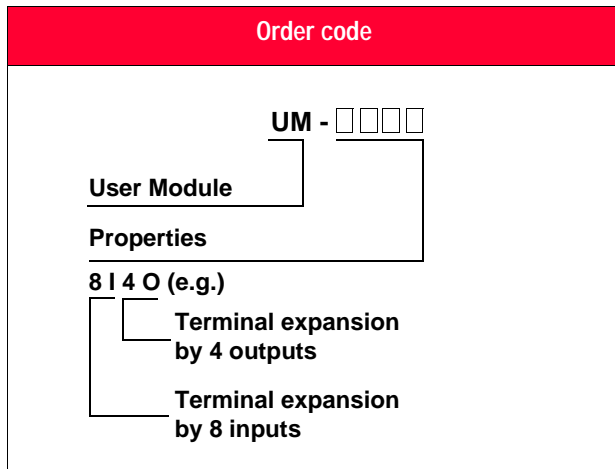 Order code
UM - □□□□
User Module
Properties
8 I 4 O (e.g.)
Terminal expansion
by 4 outputs
Terminal expansion
by 8 inputs